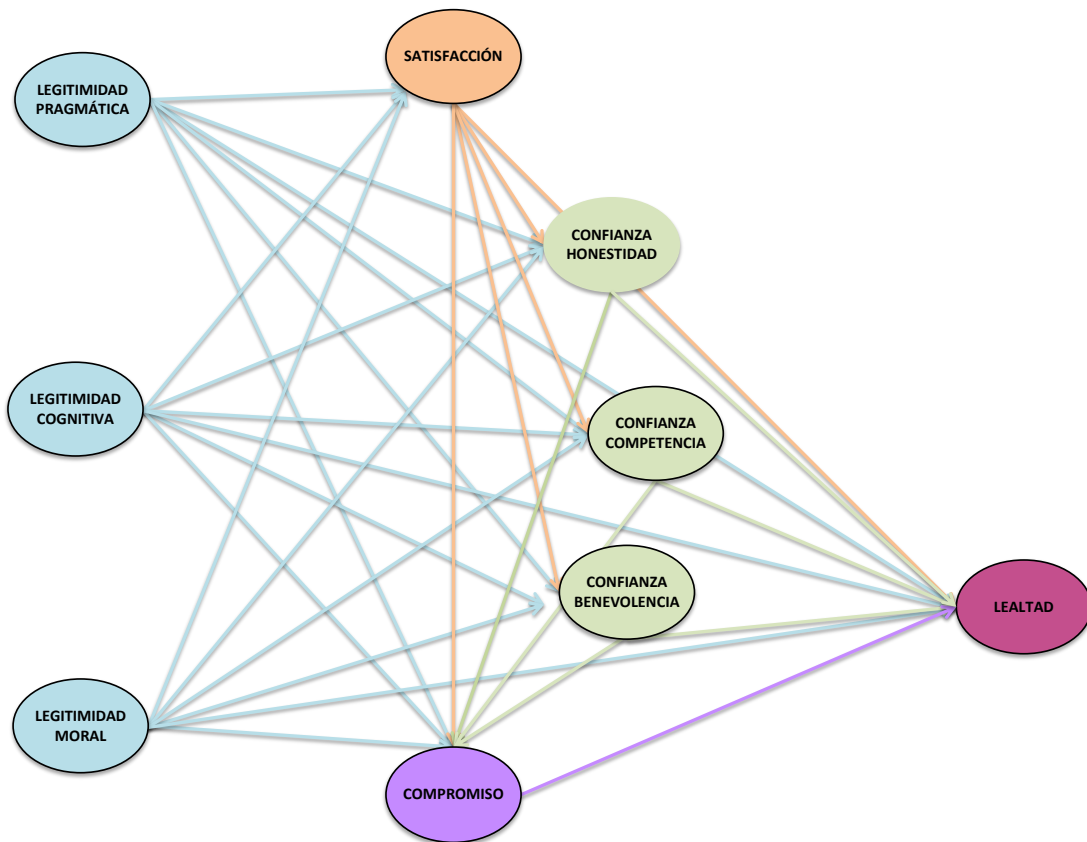 SATISFACCIÓN
LEGITIMIDAD
PRAGMÁTICA
CONFIANZA
HONESTIDAD
LEGITIMIDAD
COGNITIVA
CONFIANZA
COMPETENCIA
CONFIANZA
BENEVOLENCIA
LEALTAD
LEGITIMIDAD
MORAL
COMPROMISO